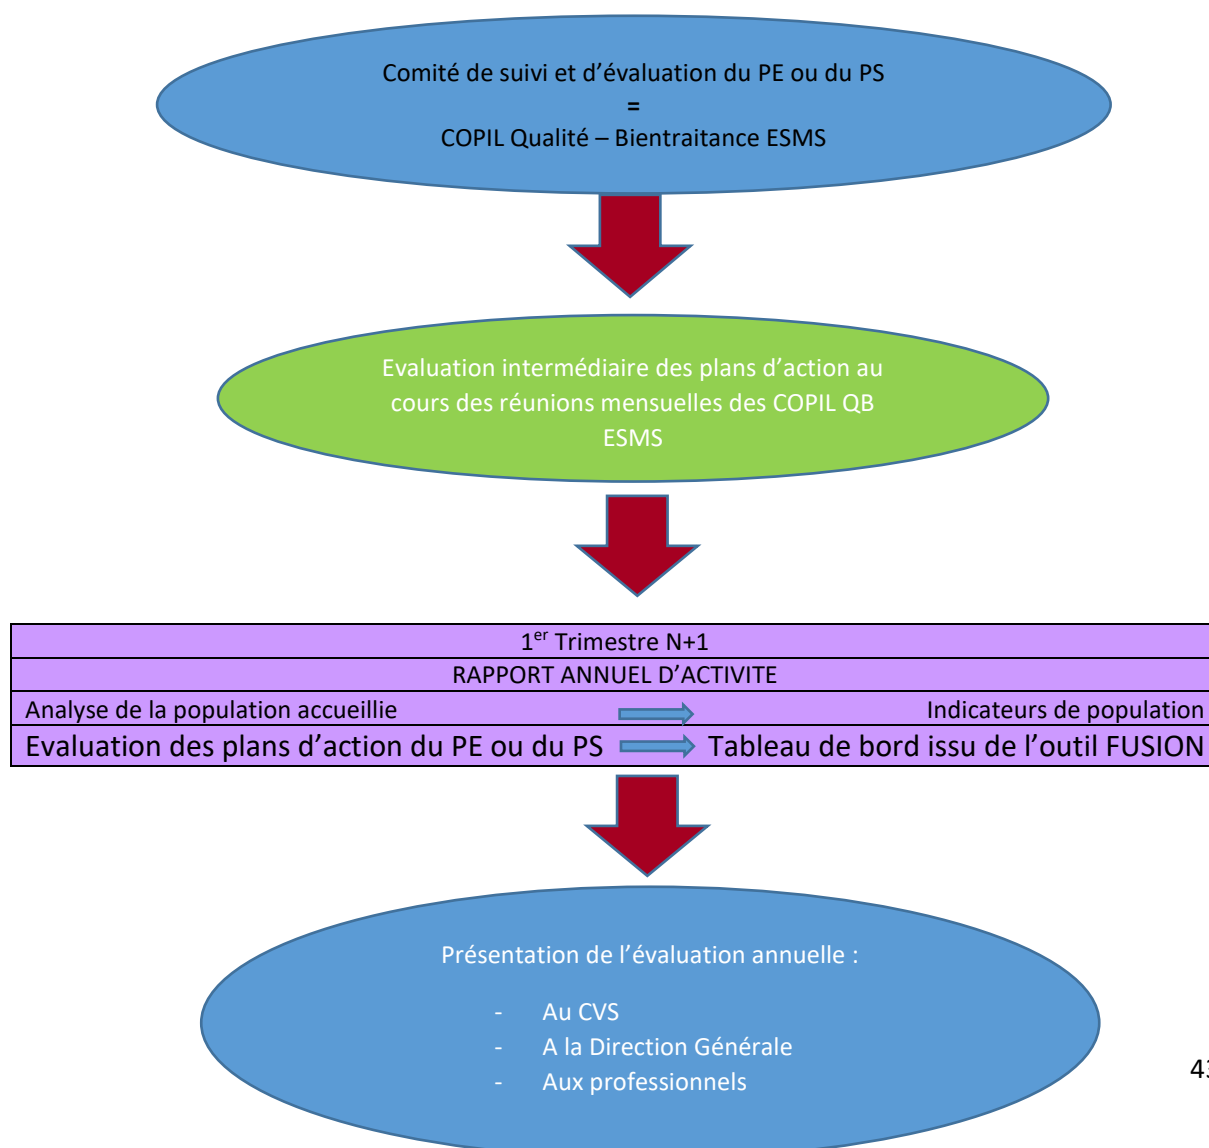 Comité de suivi et d’évaluation du PE ou du PS
=
COPIL Qualité – Bientraitance ESMS
Evaluation intermédiaire des plans d’action au
cours des réunions mensuelles des COPIL QB
ESMS
1er Trimestre N+1
RAPPORT ANNUEL D’ACTIVITE
Analyse de la population accueillie Indicateurs de population
Evaluation des plans d’action du PE ou du PS Tableau de bord issu de l’outil FUSION
Présentation de l’évaluation annuelle :
- Au CVS
- A la Direction Générale
- Aux professionnels
43